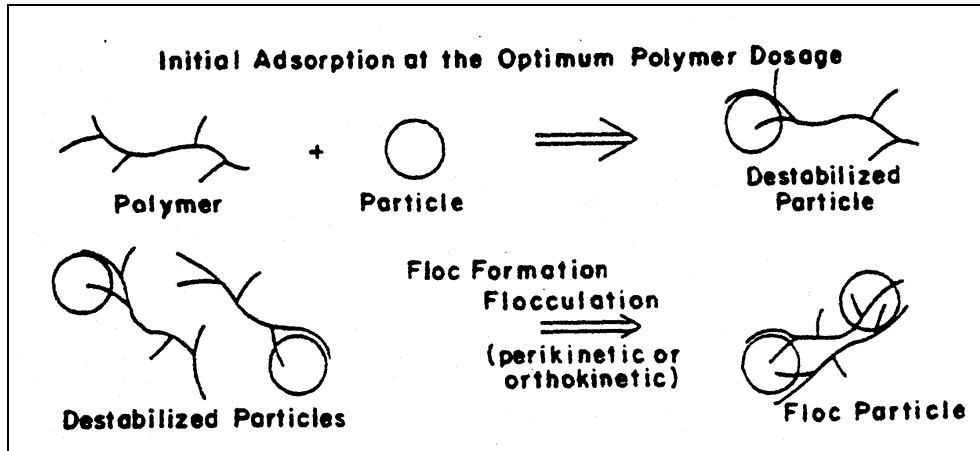 Initial Adsorption at the Optimum Polymer Dosage
Polymer
+
Particle
Destabilized
Particle
Floc Formation
Flocculation
(perikinetic or
orthokinetic)
Destabilized Particles
Floc Particle